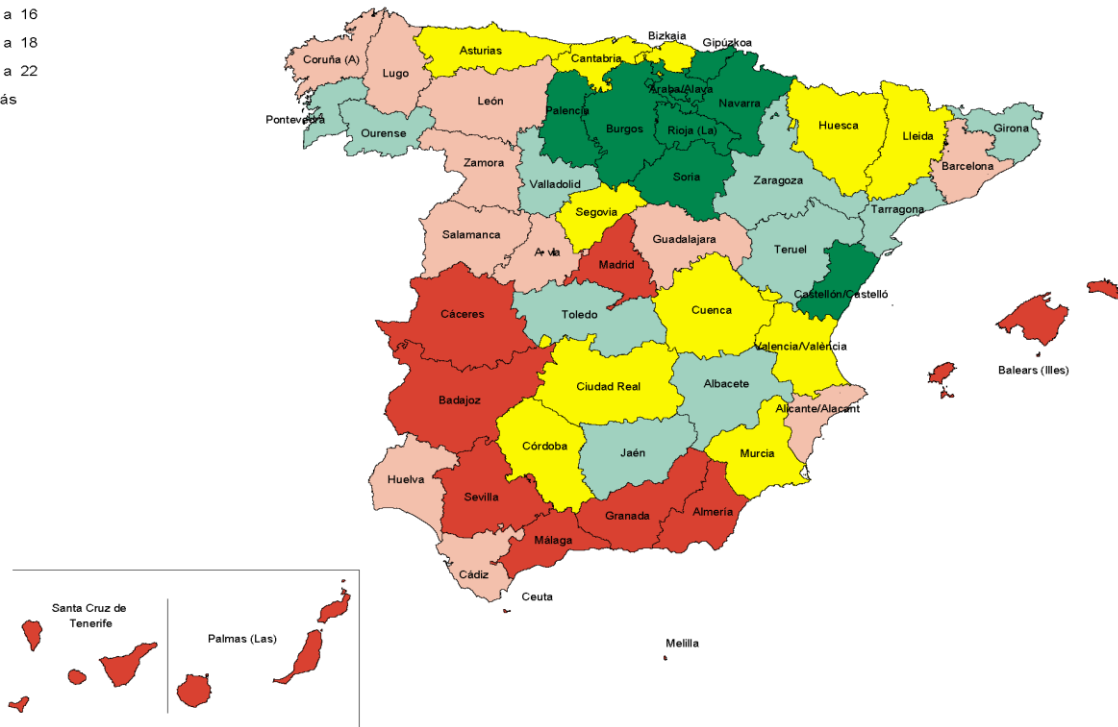 a 16
a 18
a 22
ás
Coruña (A)
Lugo
Asturias
Cantabria
Bizkaia
Gipúzkoa
Araba/Alava
Navarra
León
Palencia
Burgos
Rioja (La)
Huesca
Lleida
Girona
Barcelona
Pontevedra
Ourense
Zamora
Valladolid
Soria
Zaragoza
Tarragona
Segovia
Salamanca
Guadalajara
Madrid
Teruel
Castellón/Castelló
Cáceres
Toledo
Cuenca
Valencia/València
Balears (Illes)
Badajoz
Ciudad Real
Albacete
Alicante/Alacant
Córdoba
Jaén
Murcia
Huelva
Sevilla
Granada
Almería
Málaga
Cádiz
Ceuta
Melilla
Santa Cruz de
Tenerife
Palmas (Las)